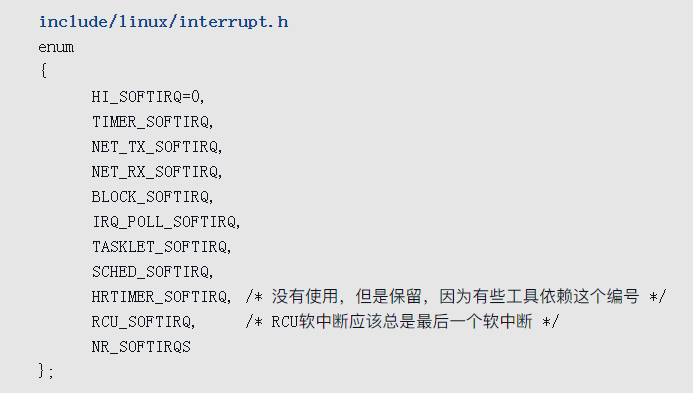 include/linux/interrupt.h
enum
{
HI_SOFTIRQ=0,
TIMER_SOFTIRQ,
NET_TX_SOFTIRQ,
NET_RX_SOFTIRQ,
BLOCK_SOFTIRQ,
IRQ_POLL_SOFTIRQ,
TASKLET_SOFTIRQ,
SCHED_SOFTIRQ,
HRTIMER_SOFTIRQ, /* 没有使用，但是保留，因为有些工具依赖这个编号 */
RCU_SOFTIRQ, /* RCU软中断应该总是最后一个软中断 */
NR_SOFTIRQS
};